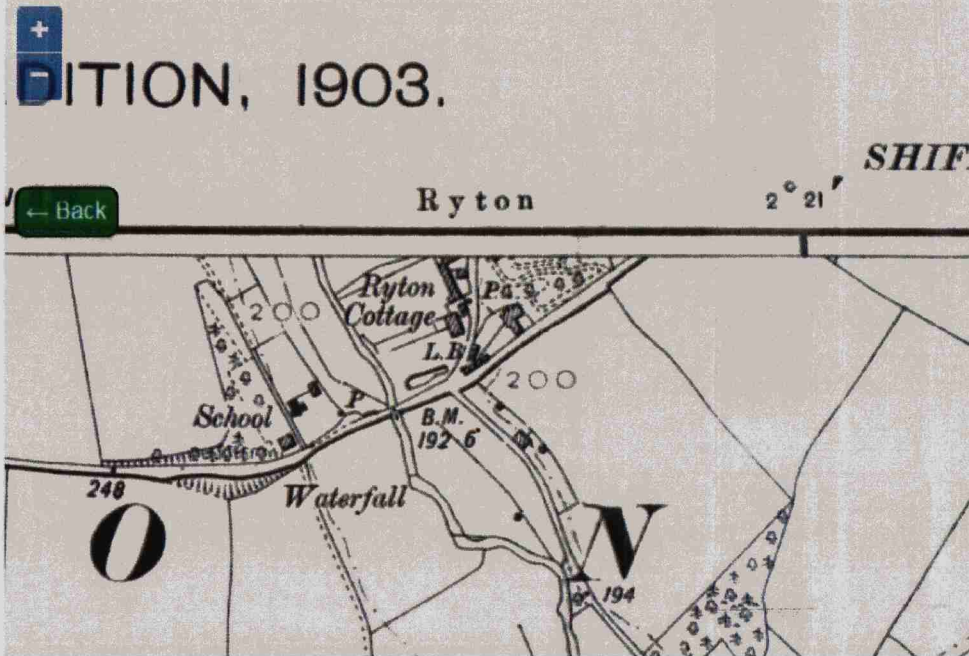 +
−
DITION, 1903.
SHIF
← Back
Ryton
2° 21'
Ryton
Cottage
P
200
L.B
200
P
School
B.M.
192 6
248
Waterfall
O
N
194